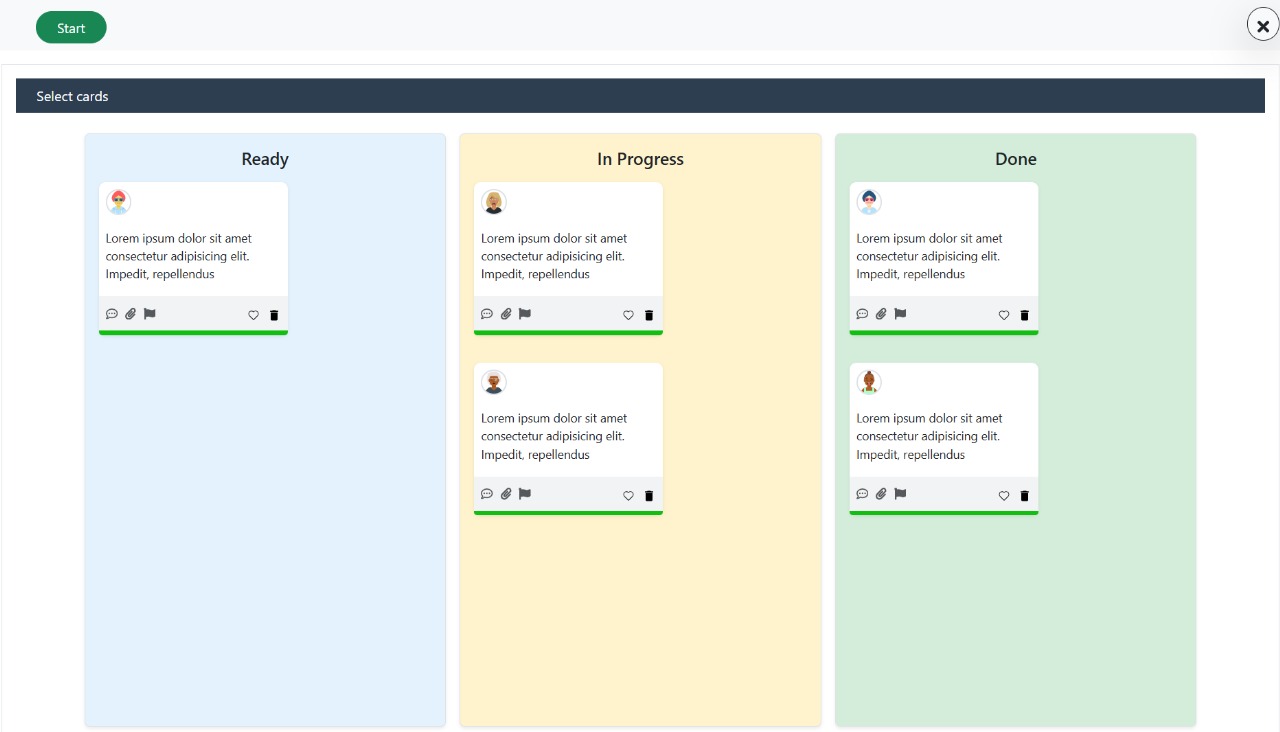 Start
Select cards
Ready
Lorem ipsum dolor sit amet
consectetur adipisicing elit.
Impedit, repellendus
In Progress
Lorem ipsum dolor sit amet
consectetur adipisicing elit.
Impedit, repellendus
Lorem ipsum dolor sit amet
consectetur adipisicing elit.
Impedit, repellendus
Done
Lorem ipsum dolor sit amet
consectetur adipisicing elit.
Impedit, repellendus
Lorem ipsum dolor sit amet
consectetur adipisicing elit.
Impedit, repellendus